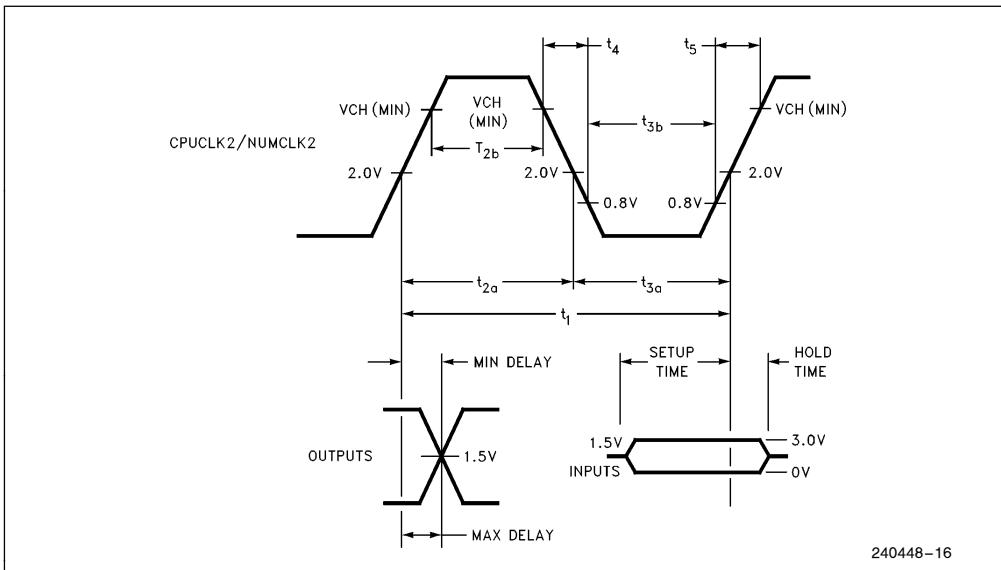 t4
t5
VCH (MIN)
VCH
(MIN)
VCH (MIN)
t3b
CPUCLK2/NUMCLK2
T2b
2.0V
2.0V
2.0V
0.8V
0.8V
t2a
t3a
t1
MIN DELAY
SETUP
TIME
HOLD
TIME
OUTPUTS
1.5V
1.5V
3.0V
INPUTS
0V
MAX DELAY
240448-16